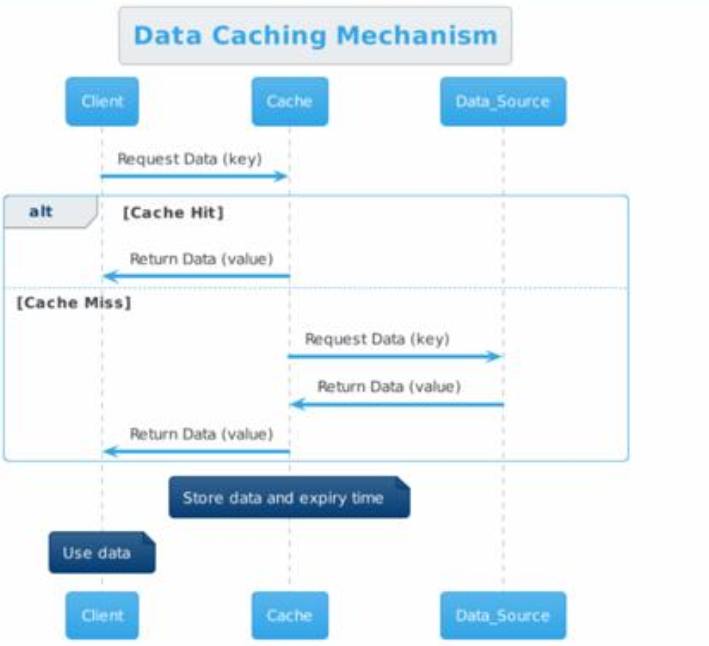 Data Caching Mechanism
Client
Cache
Data_Source
Request Data (key)
alt
[Cache Hit]
Return Data (value)
[Cache Miss]
Request Data (key)
Return Data (value)
Return Data (value)
Store data and expiry time
Use data
Client
Cache
Data_Source